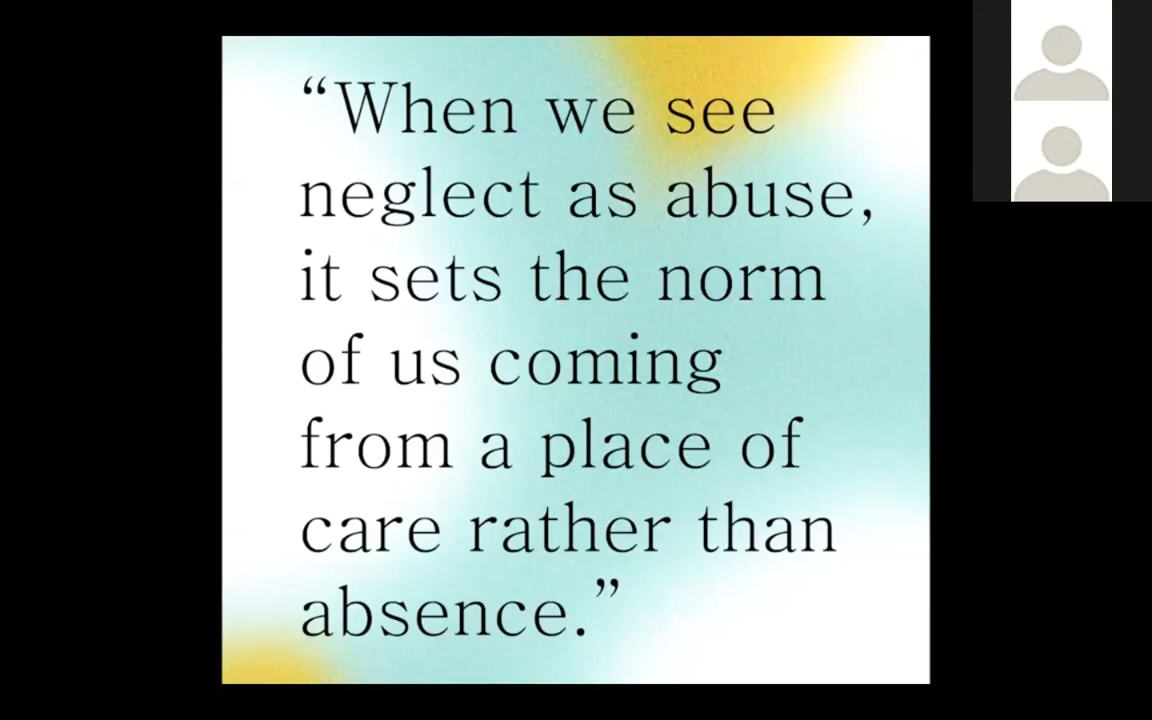 “When we see
neglect as abuse,
it sets the norm
of us coming
from a place of
care rather than
absence.”